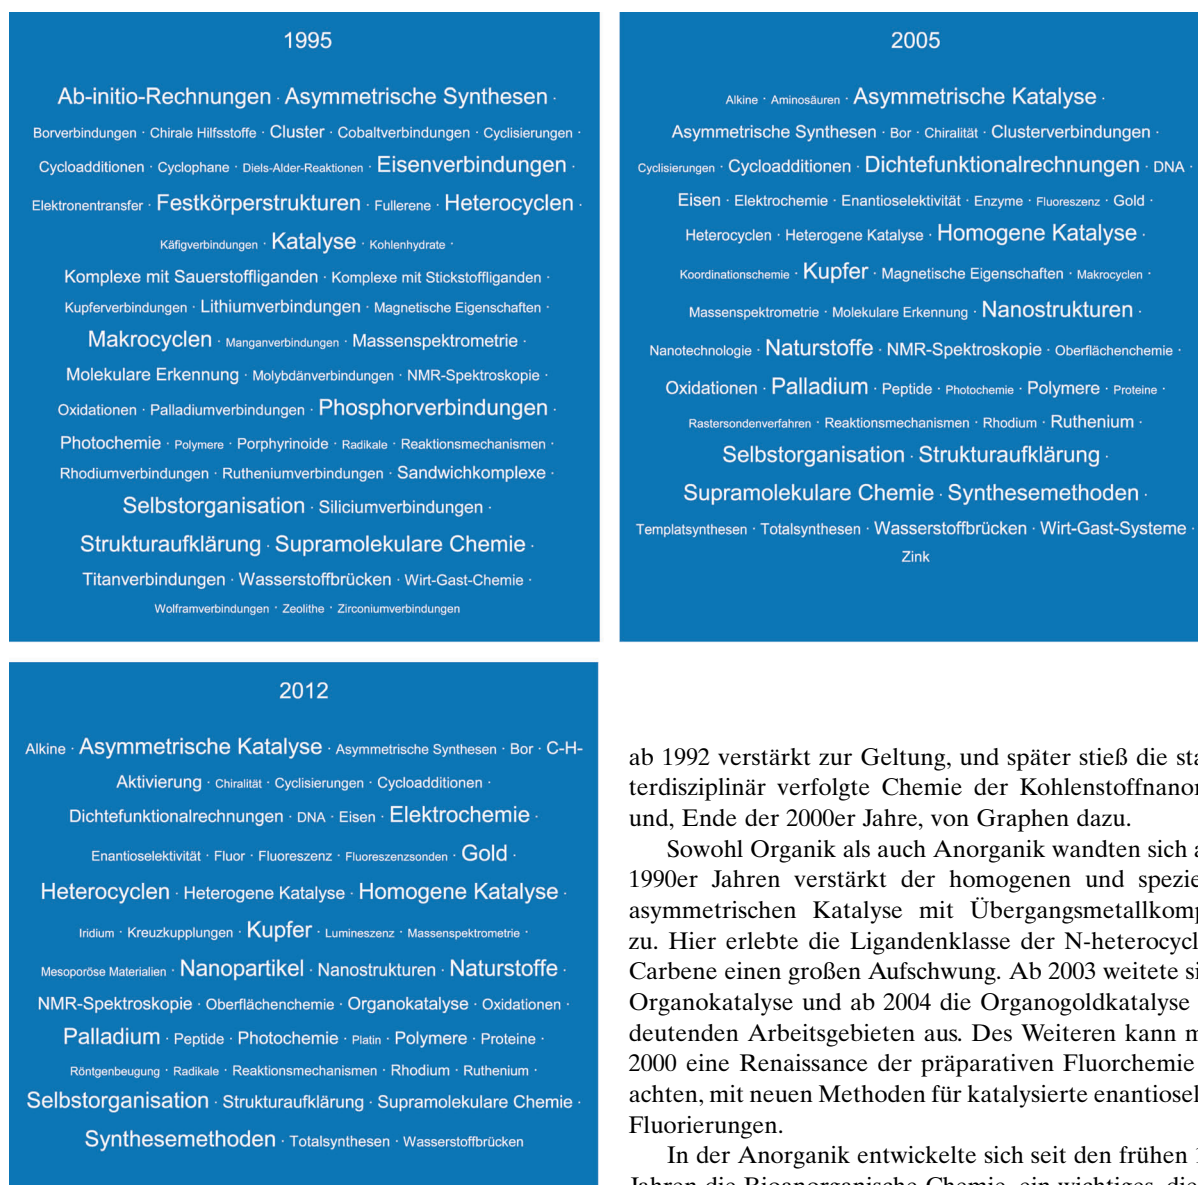 1995
Ab-initio-Rechnungen · Asymmetrische Synthesen ·
Borverbindungen · Chirale Hilfsstoffe · Cluster · Cobaltverbindungen · Cyclisierungen ·
Cycloadditionen · Cyclophane · Diels-Alder-Reaktionen · Eisenverbindungen ·
Elektronentransfer · Festkörperstrukturen · Fullerene · Heterocyclen ·
Käfigverbindungen · Katalyse · Kohlenhydrate ·
Komplexe mit Sauerstoffliganden · Komplexe mit Stickstoffliganden ·
Kupferverbindungen · Lithiumverbindungen · Magnetische Eigenschaften ·
Makrocyclen · Manganverbindungen · Massenspektrometrie ·
Molekulare Erkennung · Molybdänverbindungen · NMR-Spektroskopie ·
Oxidationen · Palladiumverbindungen · Phosphorverbindungen ·
Photochemie · Polymere · Porphyrinoide · Radikale · Reaktionsmechanismen ·
Rhodiumverbindungen · Rutheniumverbindungen · Sandwichkomplexe ·
Selbstorganisation · Siliciumverbindungen ·
Strukturaufklärung · Supramolekulare Chemie ·
Titanverbindungen · Wasserstoffbrücken · Wirt-Gast-Chemie ·
Wolframverbindungen · Zeolithe · Zirconiumverbindungen
2005
Alkine · Aminosäuren · Asymmetrische Katalyse ·
Asymmetrische Synthesen · Bor · Chiralität · Clusterverbindungen ·
Cyclisierungen · Cycloadditionen · Dichtefunktionalrechnungen · DNA ·
Eisen · Elektrochemie · Enantioselektivität · Enzyme · Fluoreszenz · Gold ·
Heterocyclen · Heterogene Katalyse · Homogene Katalyse ·
Koordinationschemie · Kupfer · Magnetische Eigenschaften · Makrocyclen ·
Massenspektrometrie · Molekulare Erkennung · Nanostrukturen ·
Nanotechnologie · Naturstoffe · NMR-Spektroskopie · Oberflächenchemie ·
Oxidationen · Palladium · Peptide · Photochemie · Polymere · Proteine ·
Rastersondenverfahren · Reaktionsmechanismen · Rhodium · Ruthenium ·
Selbstorganisation · Strukturaufklärung ·
Supramolekulare Chemie · Synthesemethoden ·
Templatsynthesen · Totalsynthesen · Wasserstoffbrücken · Wirt-Gast-Systeme ·
Zink
2012
Alkine · Asymmetrische Katalyse · Asymmetrische Synthesen · Bor · C-H-
Aktivierung · Chiralität · Cyclisierungen · Cycloadditionen ·
Dichtefunktionalrechnungen · DNA · Eisen · Elektrochemie ·
Enantioselektivität · Fluor · Fluoreszenz · Fluoreszenzsonden · Gold ·
Heterocyclen · Heterogene Katalyse · Homogene Katalyse ·
Iridium · Kreuzkupplungen · Kupfer · Lumineszenz · Massenspektrometrie ·
Mesoporöse Materialien · Nanopartikel · Nanostrukturen · Naturstoffe ·
NMR-Spektroskopie · Oberflächenchemie · Organokatalyse · Oxidationen ·
Palladium · Peptide · Photochemie · Platin · Polymere · Proteine ·
Röntgenbeugung · Radikale · Reaktionsmechanismen · Rhodium · Ruthenium ·
Selbstorganisation · Strukturaufklärung · Supramolekulare Chemie ·
Synthesemethoden · Totalsynthesen · Wasserstoffbrücken
ab 1992 verstärkt zur Geltung, und später stieß die
terdisziplinär verfolgte Chemie der
und, Ende der 2000er Jahre, von Graphen dazu.
Sowohl Organik als auch Anorganik wandten sich
1990er Jahren verstärkt der homogenen und
asymmetrischen Katalyse mit
zu. Hier erlebte die Ligandenklasse der
Carbene einen großen Aufschwung. Ab 2003 weitete
Organokatalyse und ab 2004 die Organogoldkatalyse
deutenden Arbeitsgebieten aus. Des Weiteren kann
2000 eine Renaissance der präparativen Fluorchemie
achten, mit neuen Methoden für katalysierte
Fluorierungen.
In der Anorganik entwickelte sich seit den frühen
Jahren die Bioanorganische Chemie, ein wichtiges,